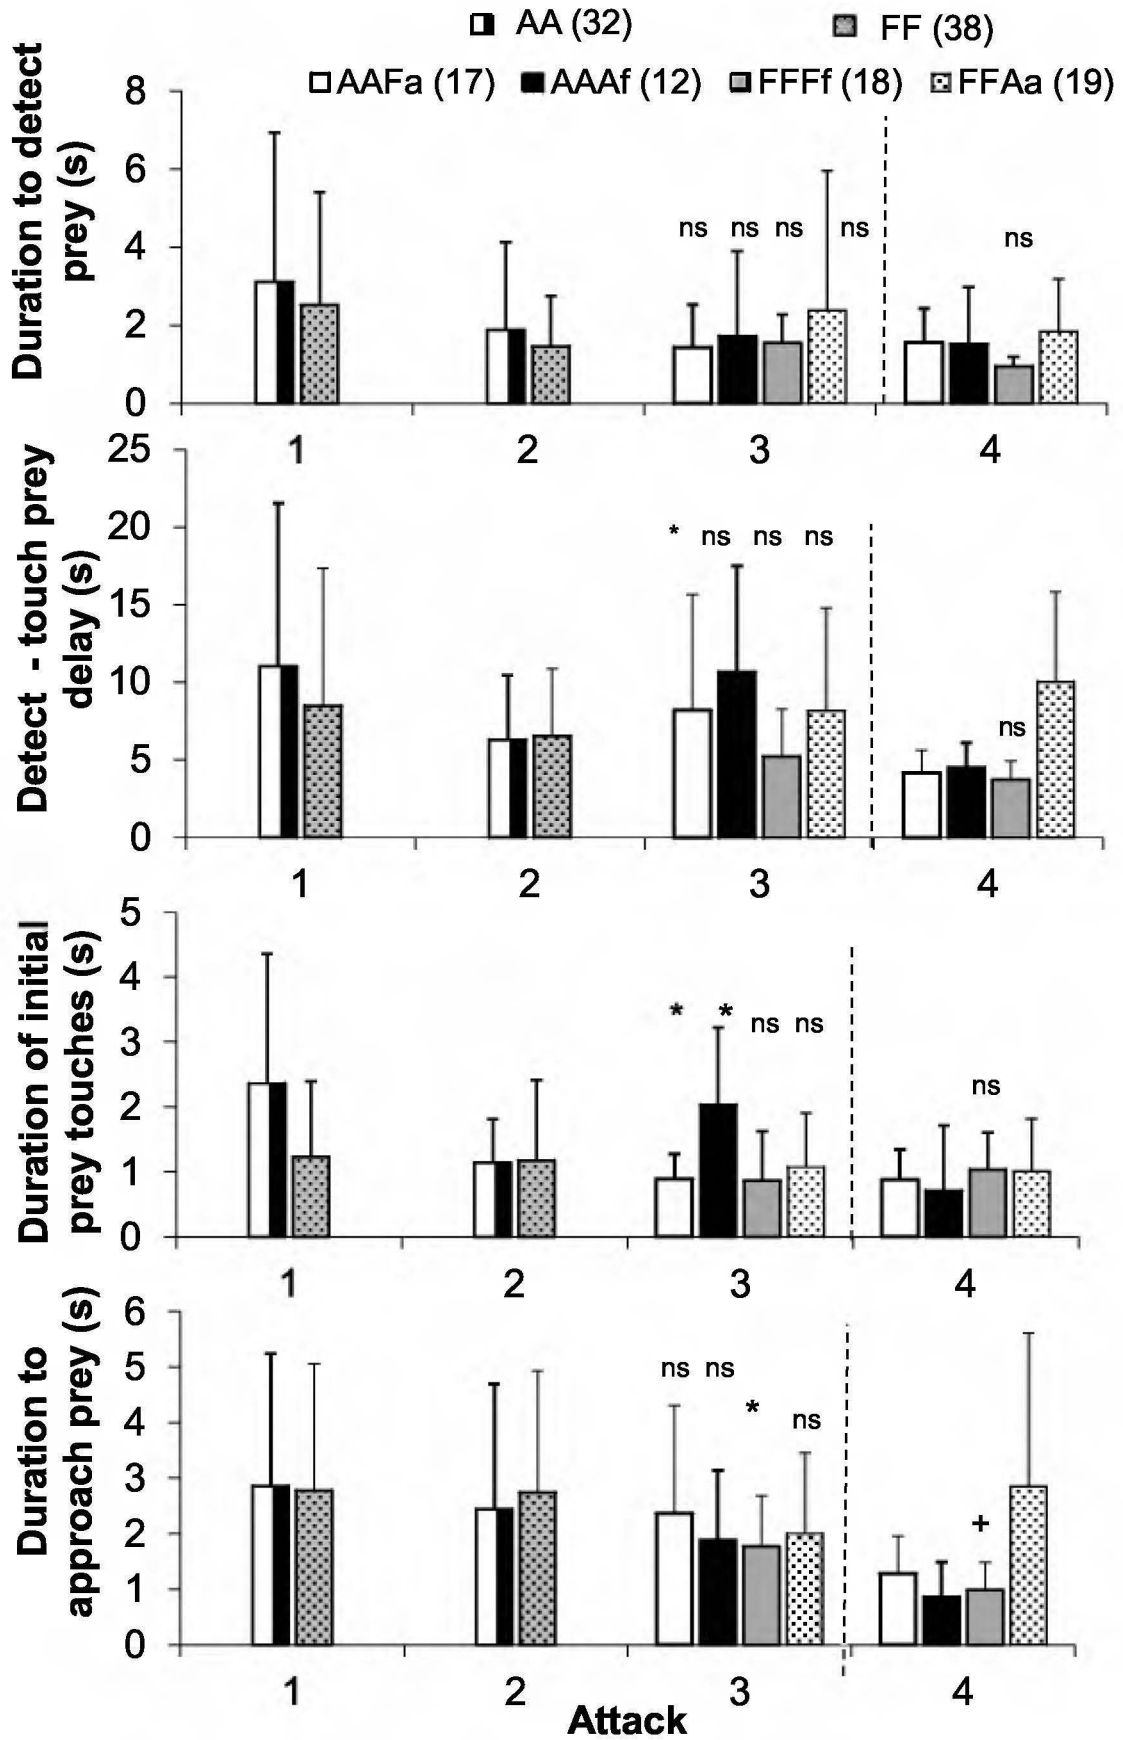 AA (32) FF (38)
AAFa (17) AAAf (12) FFFf (18) FFAa (19)
Duration to detect
prey (s)
8
6
4
2
0
ns ns ns ns ns
1 2 3 4
Detect - touch prey
delay (s)
25
20
15
10
5
0
* ns ns ns
ns
1 2 3 4
Duration of initial
prey touches (s)
5
4
3
2
1
0
* * ns ns
ns
1 2 3 4
Duration to
approach prey (s)
6
5
4
3
2
1
0
ns ns * ns
+
1 2 3 4
Attack